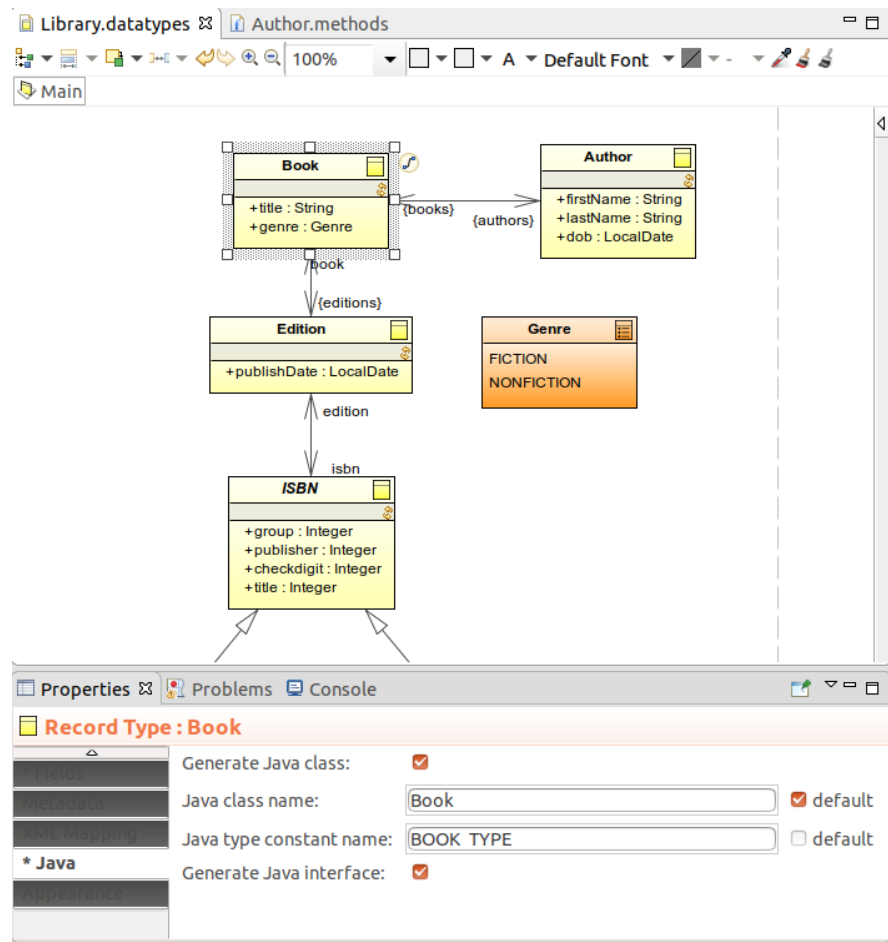 Library.datatypes Author.methods
100% A Default Font -
Main
Book
+title : String
+genre : Genre
Author
+firstName : String
+lastName : String
+dob : LocalDate
{books}
{authors}
book
{editions}
Edition
+publishDate : LocalDate
Genre
FICTION
NONFICTION
edition
isbn
ISBN
+group : Integer
+publisher : Integer
+checkdigit : Integer
+title : Integer
Properties Problems Console
Record Type : Book
* Fields
Metadata
XML Mapping
* Java
Appearance
Generate Java class:
Java class name: Book default
Java type constant name: BOOK_TYPE default
Generate Java interface: